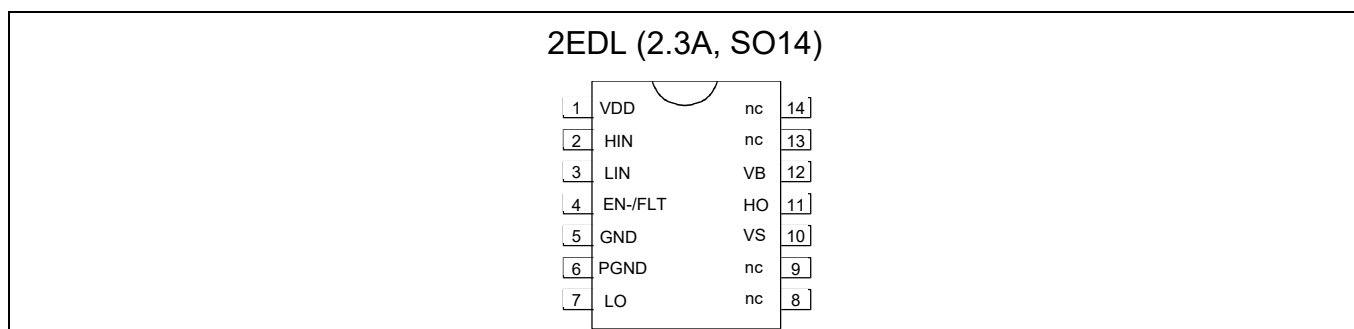 2EDL (2.3A, SO14)
1 VDD nc 14
2 HIN nc 13
3 LIN VB 12
4 EN-/FLT HO 11
5 GND VS 10
6 PGND nc 9
7 LO nc 8